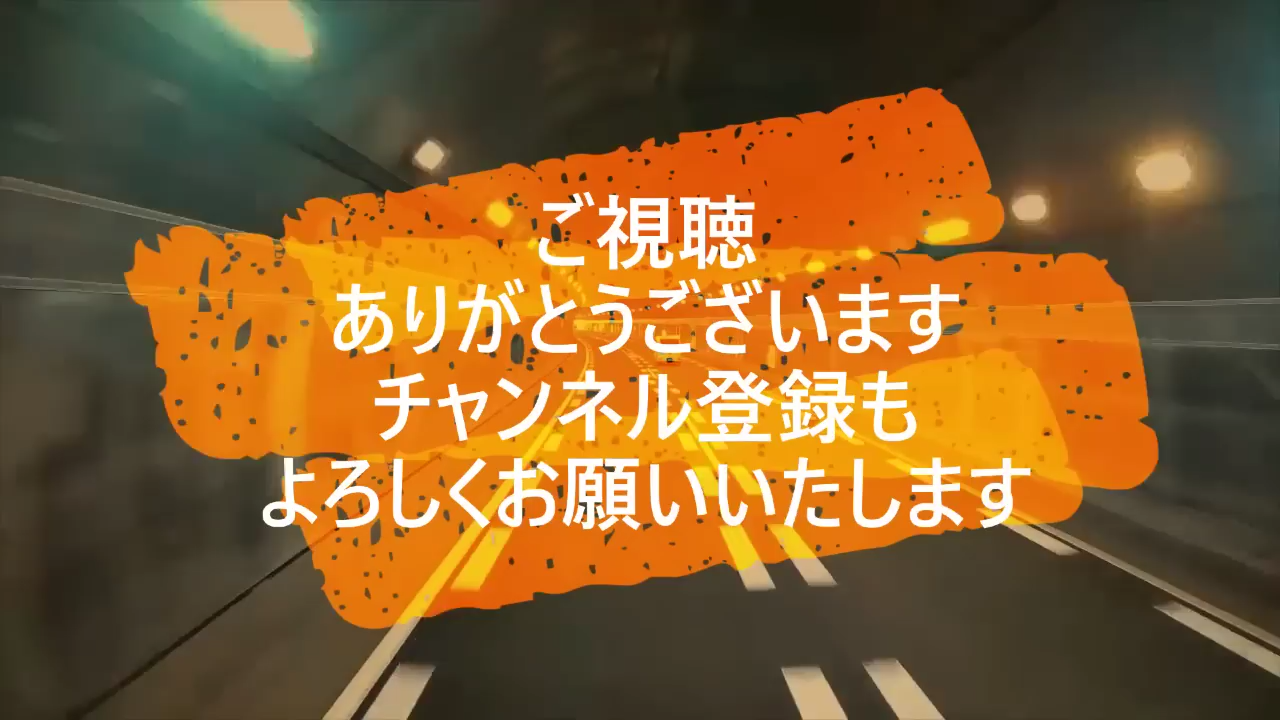 ご視聴
ありがとうございます
チャンネル登録も
よろしくお願いいたします